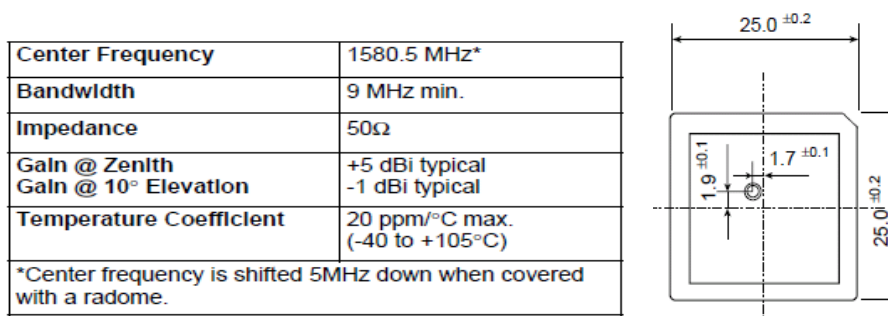 Center Frequency 1580.5 MHz*
Bandwidth 9 MHz min.
Impedance 50Ω
Gain @ Zenith +5 dBi typical
Gain @ 10° Elevation -1 dBi typical
Temperature Coefficient 20 ppm/°C max.
(-40 to +105°C)
*Center frequency is shifted 5MHz down when covered
with a radome.
25.0 ±0.2
1.7 ±0.1
1.9 ±0.1
25.0 ±0.2